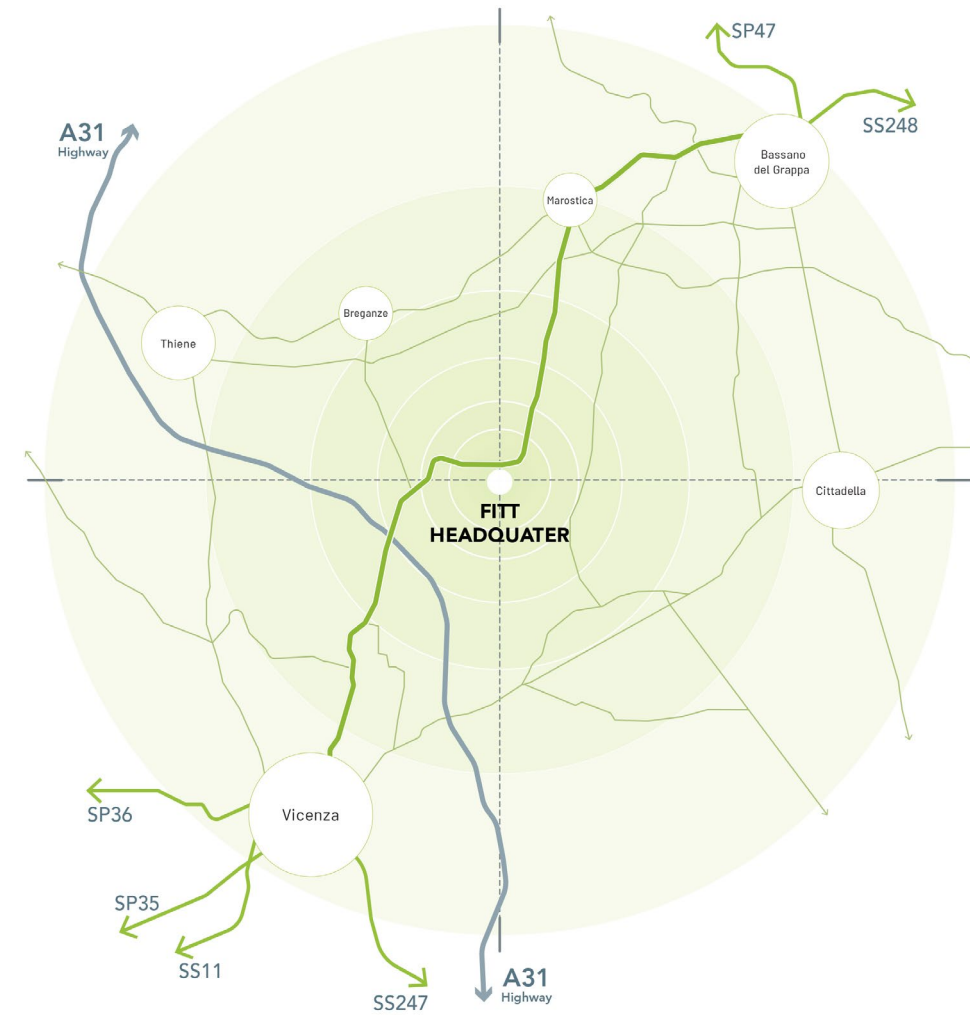 SP47
A31
Highway
SS248
Bassano
del Grappa
Marostica
Breganze
Thiene
Cittadella
FITT
HEADQUATER
SP36
Vicenza
SP35
SS11
A31
Highway
SS247